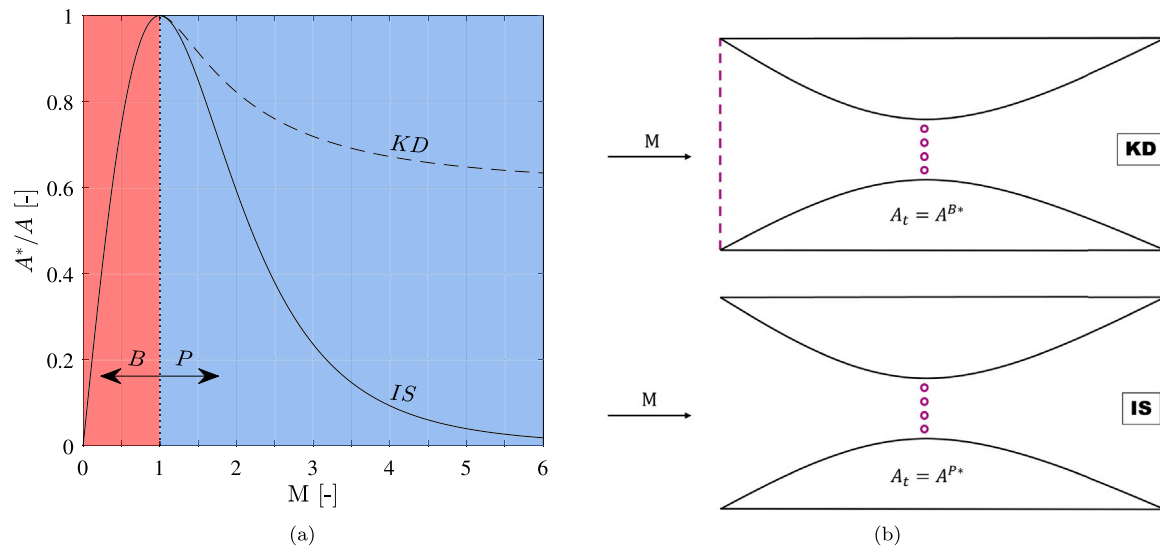 1
0.8
0.6
0.4
0.2
0
A*/A [-]
KD
B
P
IS
0 1 2 3 4 5 6
M [-]
(a)
M
KD
A_t = A^{B*}
M
IS
A_t = A^{P*}
(b)